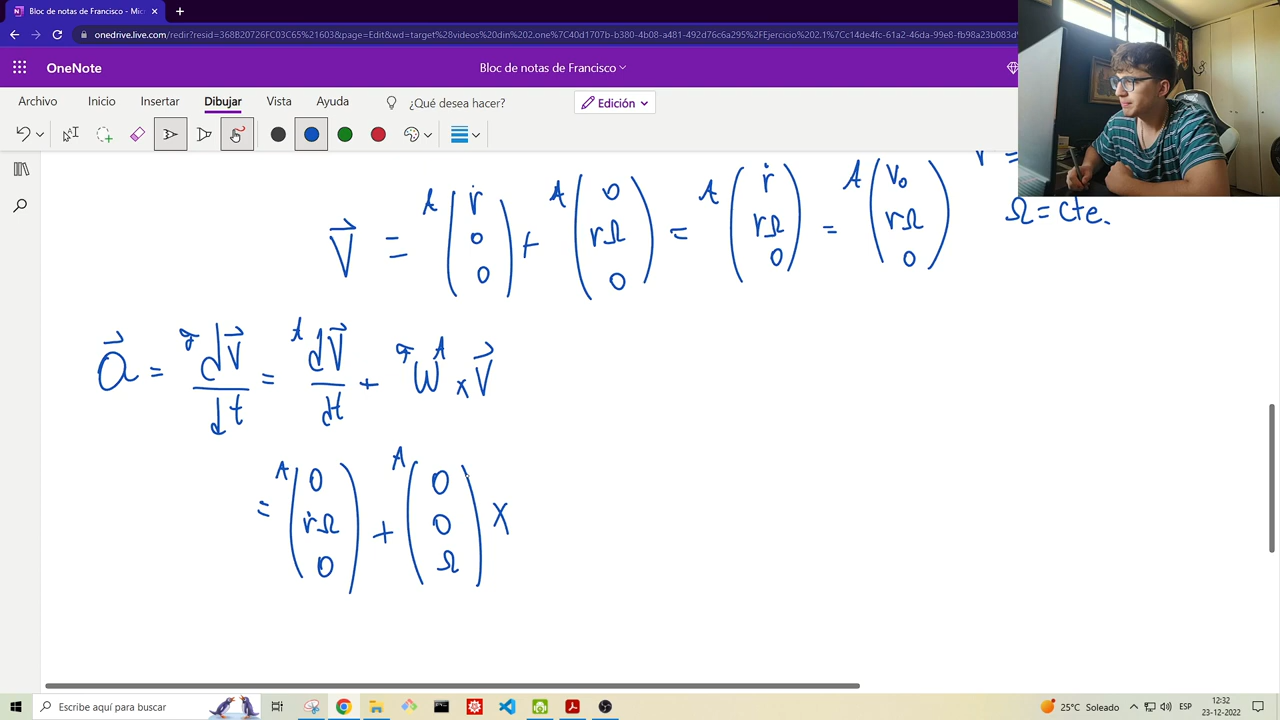 Bloc de notas de Francisco - Mic
onedrive.live.com/redir?resid=368B20726FC03C65%21603&page=Edit&wd=target%28videos%20din%202.one%7C40d1707b-b380-4b08-a481-492d76c6a295%2FEjercicio%202.1%7Cc14de4fc-61a2-46da-99e8-fb98a23b083d%
OneNote
Bloc de notas de Francisco
Archivo Inicio Insertar Dibujar Vista Ayuda ¿Qué desea hacer? Edición
V⃗ = ᴬ(ṙ 0 0) + ᴬ(0 rΩ 0) = ᴬ(ṙ rΩ 0) = ᴬ(V₀ rΩ 0)
Ω = cte.
a⃗ = dV⃗/dt = ᴬdV⃗/dt + ωᴬ × V⃗
= ᴬ(0 ṙΩ 0) + ᴬ(0 0 Ω) ×
Escribe aquí para buscar
25°C Soleado
ESP
12:32
23-12-2022